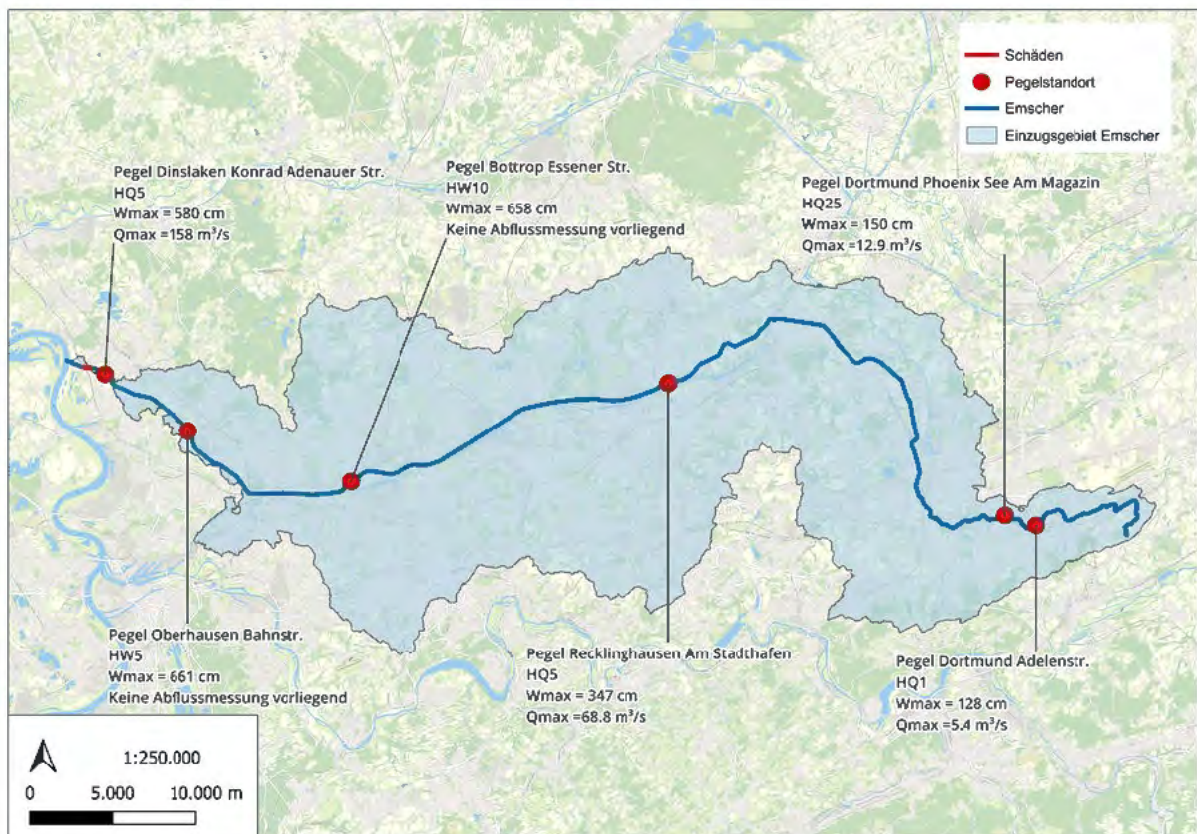 Schäden
Pegelstandort
Emscher
Einzugsgebiet Emscher
Pegel Dinslaken Konrad Adenauer Str.
HQ5
Wmax = 580 cm
Qmax =158 m³/s
Pegel Bottrop Essener Str.
HW10
Wmax = 658 cm
Keine Abflussmessung vorliegend
Pegel Dortmund Phoenix See Am Magazin
HQ25
Wmax = 150 cm
Qmax =12.9 m³/s
Pegel Oberhausen Bahnstr.
HW5
Wmax = 661 cm
Keine Abflussmessung vorliegend
Pegel Recklinghausen Am Stadthafen
HQ5
Wmax = 347 cm
Qmax =68.8 m³/s
Pegel Dortmund Adelenstr.
HQ1
Wmax = 128 cm
Qmax =5.4 m³/s
1:250.000
0 5.000 10.000 m